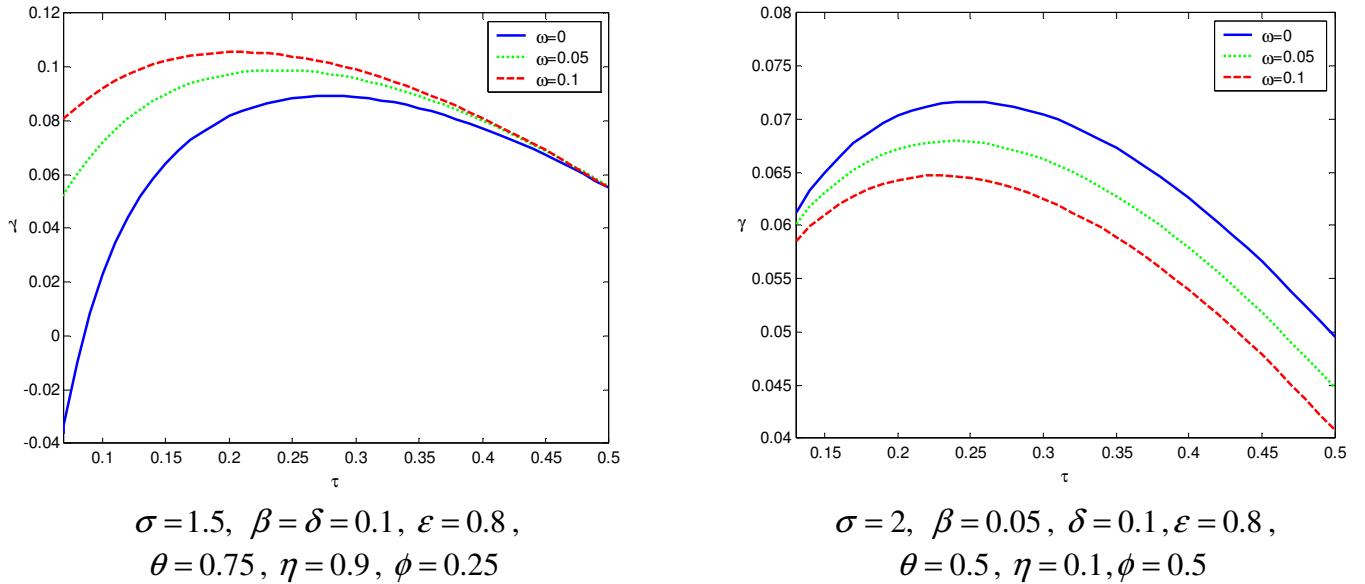 0.12
0.1
0.08
0.06
0.04
0.02
0
-0.02
-0.04
γ
0.1 0.15 0.2 0.25 0.3 0.35 0.4 0.45 0.5
τ
ω=0
ω=0.05
ω=0.1
σ = 1.5, β = δ = 0.1, ε = 0.8,
θ = 0.75, η = 0.9, ϕ = 0.25
0.08
0.075
0.07
0.065
0.06
0.055
0.05
0.045
0.04
γ
0.15 0.2 0.25 0.3 0.35 0.4 0.45 0.5
τ
ω=0
ω=0.05
ω=0.1
σ = 2, β = 0.05, δ = 0.1, ε = 0.8,
θ = 0.5, η = 0.1, ϕ = 0.5